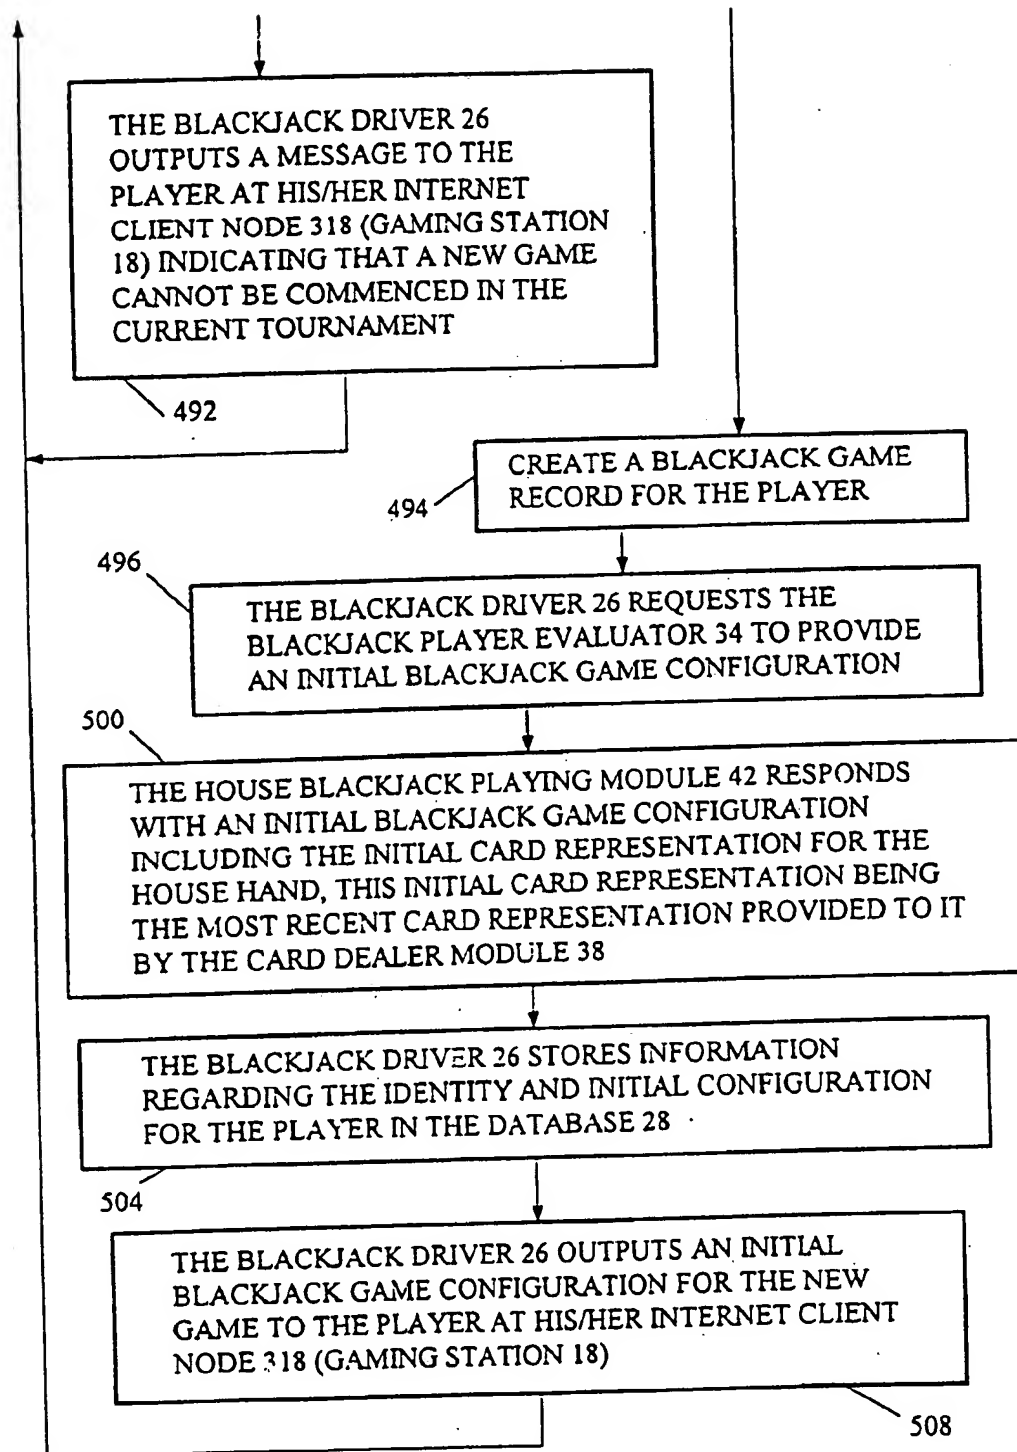 THE BLACKJACK DRIVER 26
OUTPUTS A MESSAGE TO THE
PLAYER AT HIS/HER INTERNET
CLIENT NODE 318 (GAMING STATION
18) INDICATING THAT A NEW GAME
CANNOT BE COMMENCED IN THE
CURRENT TOURNAMENT
492
CREATE A BLACKJACK GAME
RECORD FOR THE PLAYER
494
496
THE BLACKJACK DRIVER 26 REQUESTS THE
BLACKJACK PLAYER EVALUATOR 34 TO PROVIDE
AN INITIAL BLACKJACK GAME CONFIGURATION
500
THE HOUSE BLACKJACK PLAYING MODULE 42 RESPONDS
WITH AN INITIAL BLACKJACK GAME CONFIGURATION
INCLUDING THE INITIAL CARD REPRESENTATION FOR THE
HOUSE HAND, THIS INITIAL CARD REPRESENTATION BEING
THE MOST RECENT CARD REPRESENTATION PROVIDED TO IT
BY THE CARD DEALER MODULE 38
THE BLACKJACK DRIVER 26 STORES INFORMATION
REGARDING THE IDENTITY AND INITIAL CONFIGURATION
FOR THE PLAYER IN THE DATABASE 28
504
THE BLACKJACK DRIVER 26 OUTPUTS AN INITIAL
BLACKJACK GAME CONFIGURATION FOR THE NEW
GAME TO THE PLAYER AT HIS/HER INTERNET CLIENT
NODE 318 (GAMING STATION 18)
508